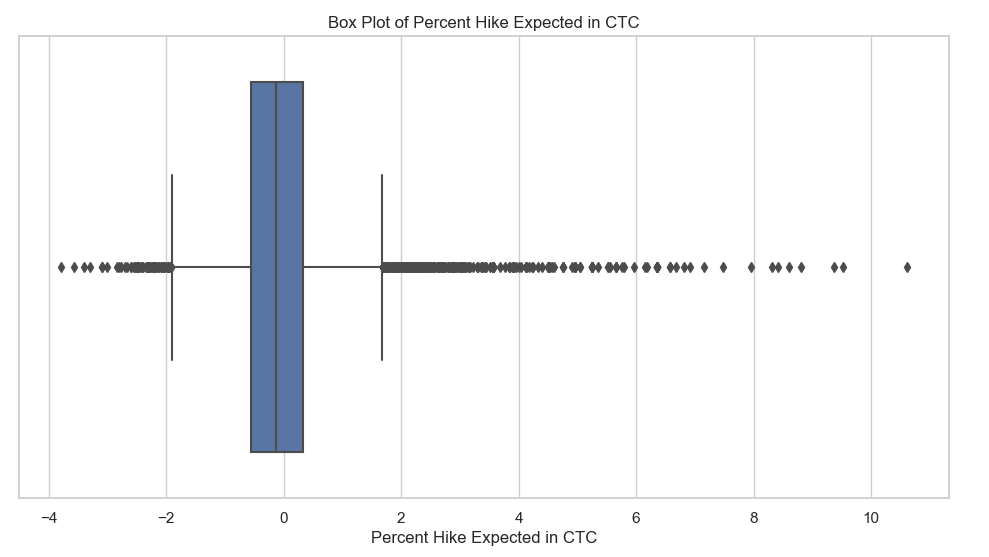 Box Plot of Percent Hike Expected in CTC
−4 −2 0 2 4 6 8 10
Percent Hike Expected in CTC